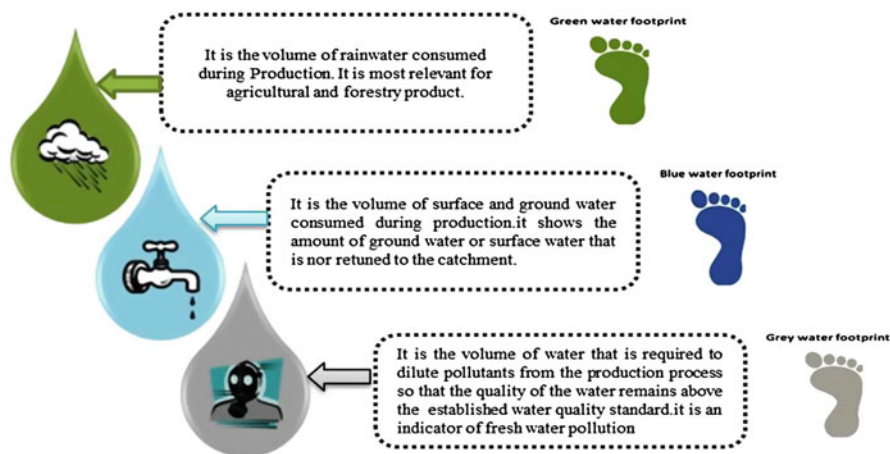 Green water footprint
It is the volume of rainwater consumed
during Production. It is most relevant for
agricultural and forestry product.
Blue water footprint
It is the volume of surface and ground water
consumed during production.it shows the
amount of ground water or surface water that
is nor retuned to the catchment.
Grey water footprint
It is the volume of water that is required to
dilute pollutants from the production process
so that the quality of the water remains above
the established water quality standard.it is an
indicator of fresh water pollution